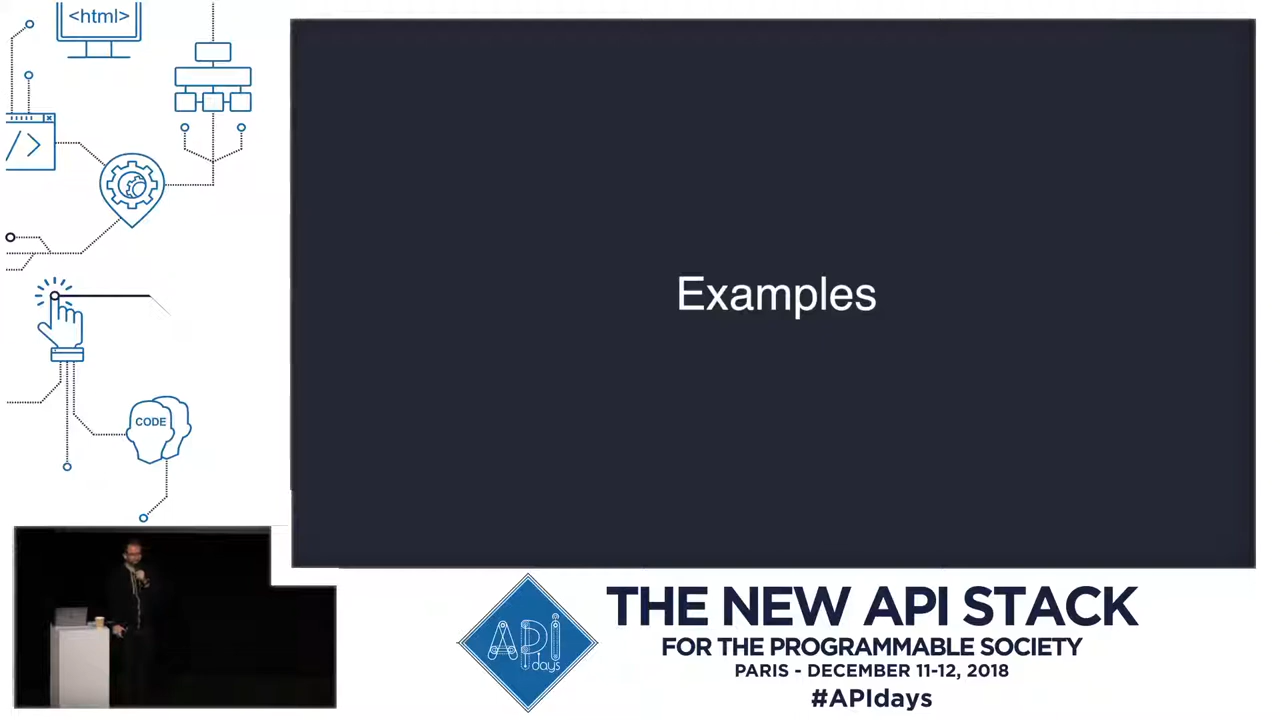 <html>
Examples
</>
CODE
API
days
THE NEW API STACK
FOR THE PROGRAMMABLE SOCIETY
PARIS - DECEMBER 11-12, 2018
#APIdays